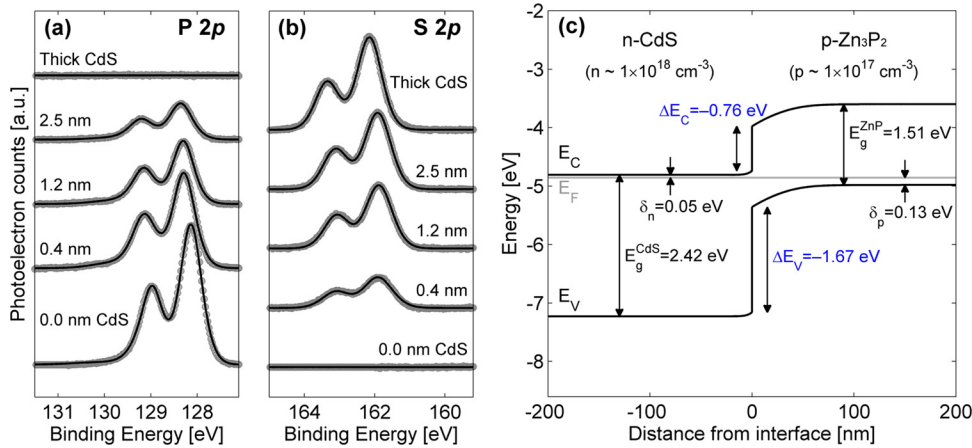 (a) P 2p
Thick CdS
2.5 nm
1.2 nm
0.4 nm
0.0 nm CdS
Photoelectron counts [a.u.]
131 130 129 128
Binding Energy [eV]
(b) S 2p
Thick CdS
2.5 nm
1.2 nm
0.4 nm
0.0 nm CdS
164 162 160
Binding Energy [eV]
(c)
n-CdS
(n ~ 1×10¹⁸ cm⁻³)
p-Zn₃P₂
(p ~ 1×10¹⁷ cm⁻³)
ΔE_C=−0.76 eV
E_g^ZnP=1.51 eV
E_C
E_F
δ_n=0.05 eV
δ_p=0.13 eV
E_g^CdS=2.42 eV
ΔE_V=−1.67 eV
E_V
Energy [eV]
-2
-3
-4
-5
-6
-7
-8
-200 -100 0 100 200
Distance from interface [nm]